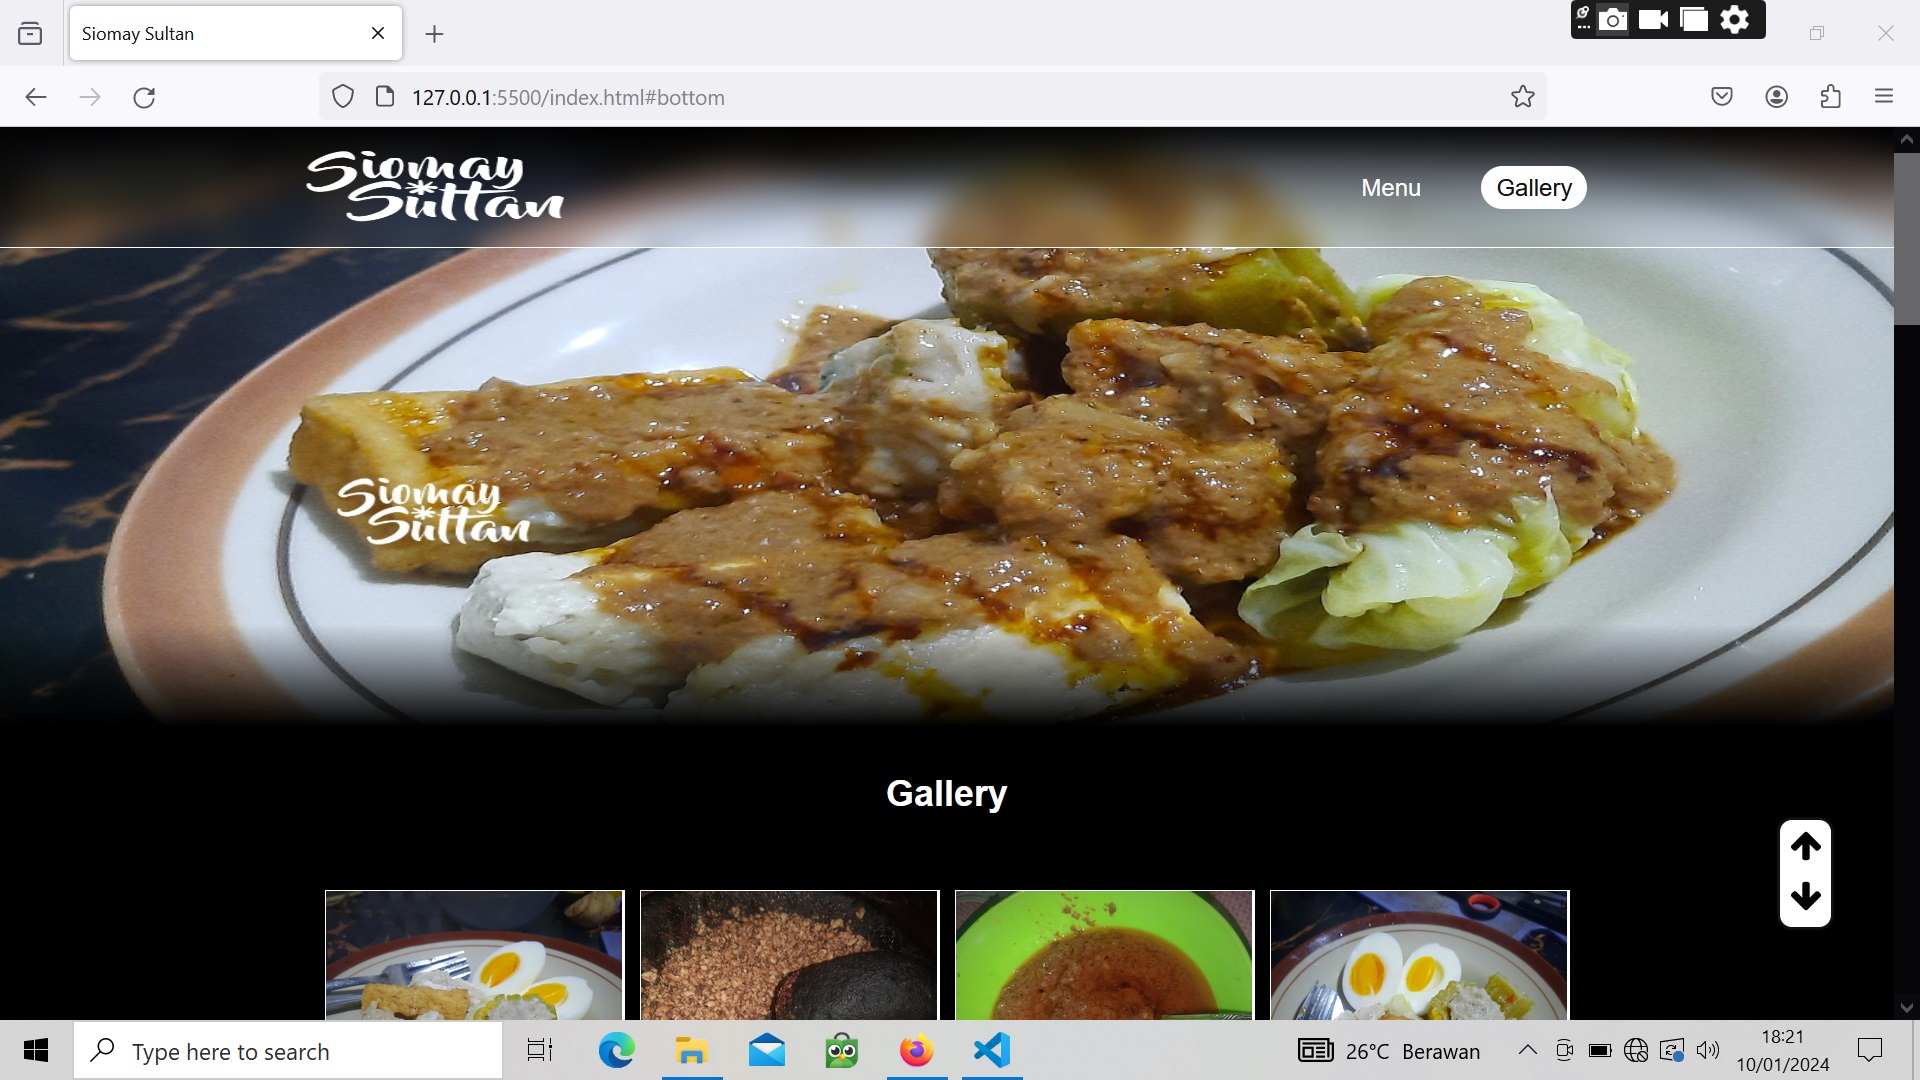 Siomay Sultan
127.0.0.1:5500/index.html#bottom
Siomay
Sultan
Menu
Gallery
Siomay
Sultan
Gallery
Type here to search
26°C Berawan
18:21
10/01/2024